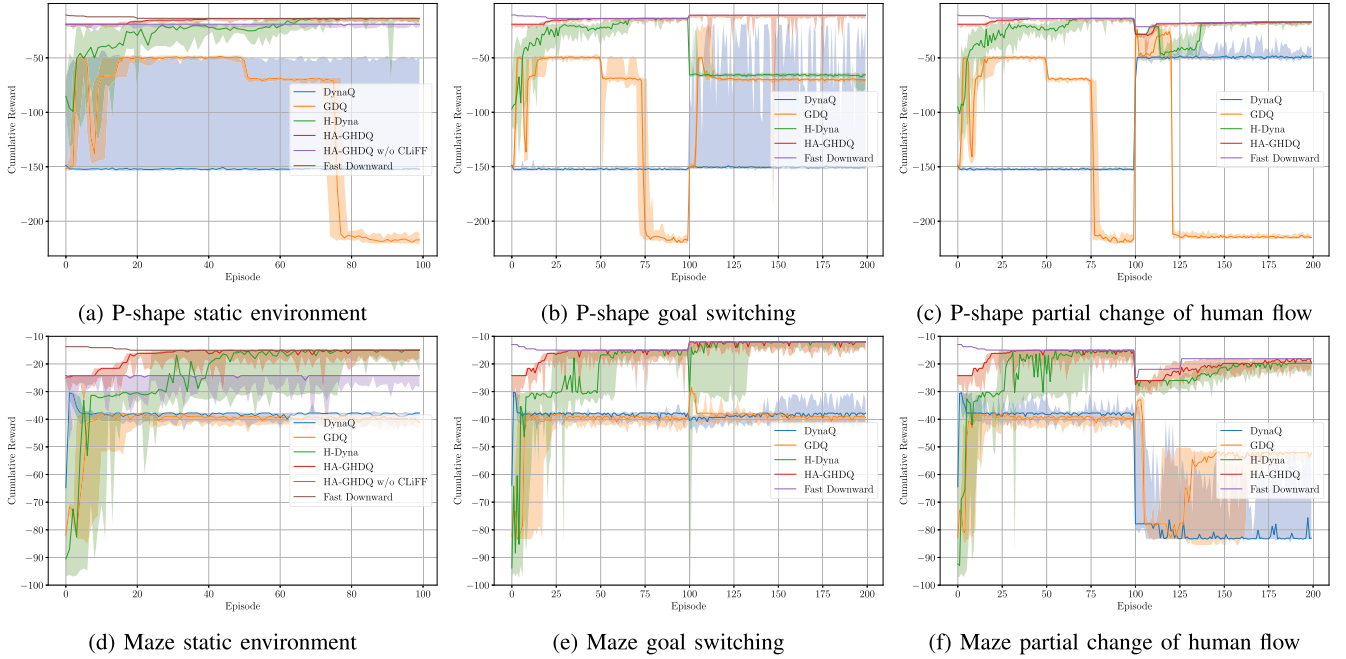 Cumulative Reward
−50
−100
−150
−200
0
20
40
60
80
100
Episode
DynaQ
GDQ
H-Dyna
HA-GHDQ
HA-GHDQ w/o CLiFF
Fast Downward
(a) P-shape static environment
Cumulative Reward
−50
−100
−150
−200
0
25
50
75
100
125
150
175
200
Episode
DynaQ
GDQ
H-Dyna
HA-GHDQ
Fast Downward
(b) P-shape goal switching
Cumulative Reward
−50
−100
−150
−200
0
25
50
75
100
125
150
175
200
Episode
DynaQ
GDQ
H-Dyna
HA-GHDQ
Fast Downward
(c) P-shape partial change of human flow
Cumulative Reward
−10
−20
−30
−40
−50
−60
−70
−80
−90
−100
0
20
40
60
80
100
Episode
DynaQ
GDQ
H-Dyna
HA-GHDQ
HA-GHDQ w/o CLiFF
Fast Downward
(d) Maze static environment
Cumulative Reward
−10
−20
−30
−40
−50
−60
−70
−80
−90
−100
0
25
50
75
100
125
150
175
200
Episode
DynaQ
GDQ
H-Dyna
HA-GHDQ
Fast Downward
(e) Maze goal switching
Cumulative Reward
−10
−20
−30
−40
−50
−60
−70
−80
−90
−100
0
25
50
75
100
125
150
175
200
Episode
DynaQ
GDQ
H-Dyna
HA-GHDQ
Fast Downward
(f) Maze partial change of human flow